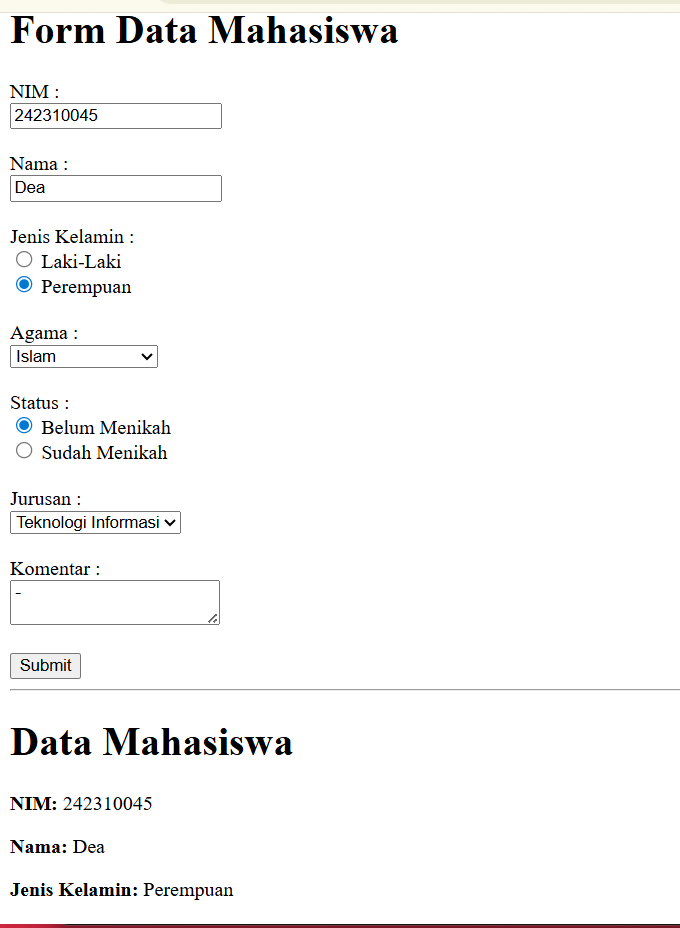 Form Data Mahasiswa
NIM :
242310045
Nama :
Dea
Jenis Kelamin :
Laki-Laki
Perempuan
Agama :
Islam
Status :
Belum Menikah
Sudah Menikah
Jurusan :
Teknologi Informasi
Komentar :
-
Submit
Data Mahasiswa
NIM: 242310045
Nama: Dea
Jenis Kelamin: Perempuan